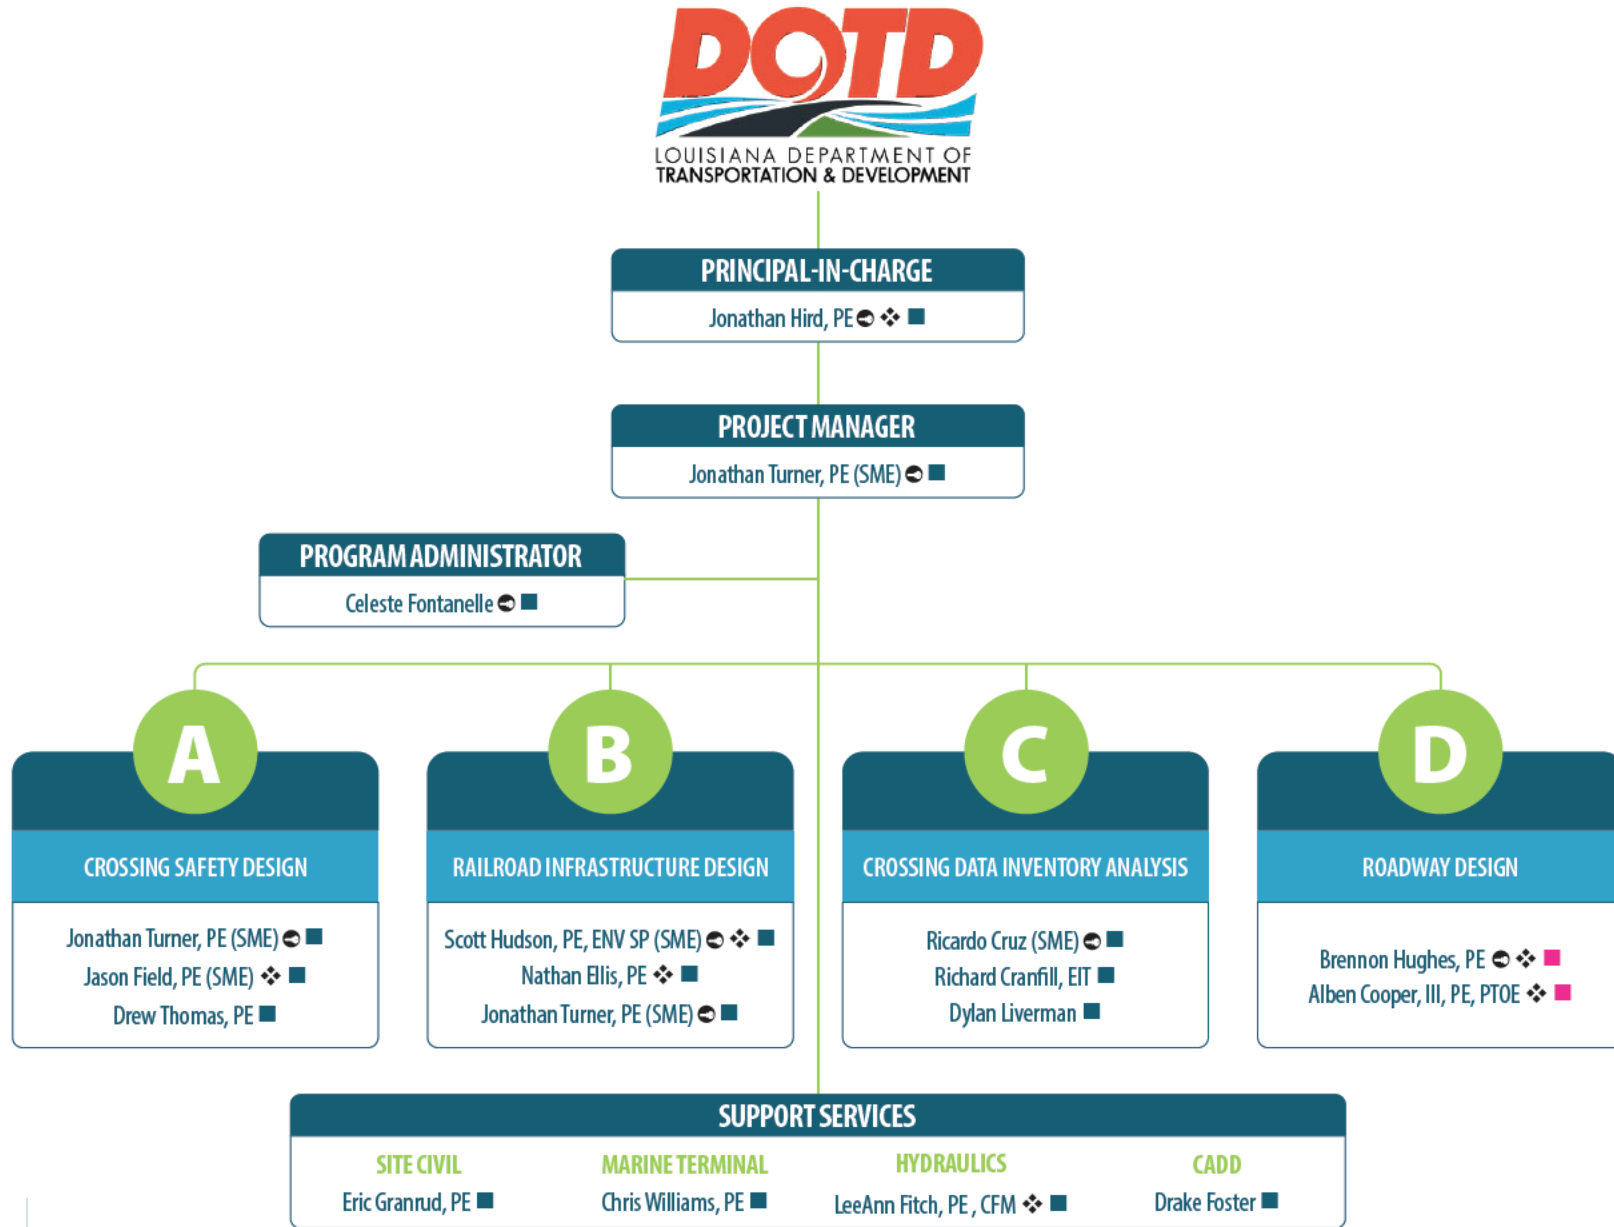 DOTD
LOUISIANA DEPARTMENT OF
TRANSPORTATION & DEVELOPMENT
PRINCIPAL-IN-CHARGE
Jonathan Hird, PE
PROJECT MANAGER
Jonathan Turner, PE (SME)
PROGRAM ADMINISTRATOR
Celeste Fontanelle
A
CROSSING SAFETY DESIGN
Jonathan Turner, PE (SME)
Jason Field, PE (SME)
Drew Thomas, PE
B
RAILROAD INFRASTRUCTURE DESIGN
Scott Hudson, PE, ENV SP (SME)
Nathan Ellis, PE
Jonathan Turner, PE (SME)
C
CROSSING DATA INVENTORY ANALYSIS
Ricardo Cruz (SME)
Richard Cranfill, EIT
Dylan Liverman
D
ROADWAY DESIGN
Brennon Hughes, PE
Alben Cooper, III, PE, PTOE
SUPPORT SERVICES
SITE CIVIL
Eric Granrud, PE
MARINE TERMINAL
Chris Williams, PE
HYDRAULICS
LeeAnn Fitch, PE , CFM
CADD
Drake Foster